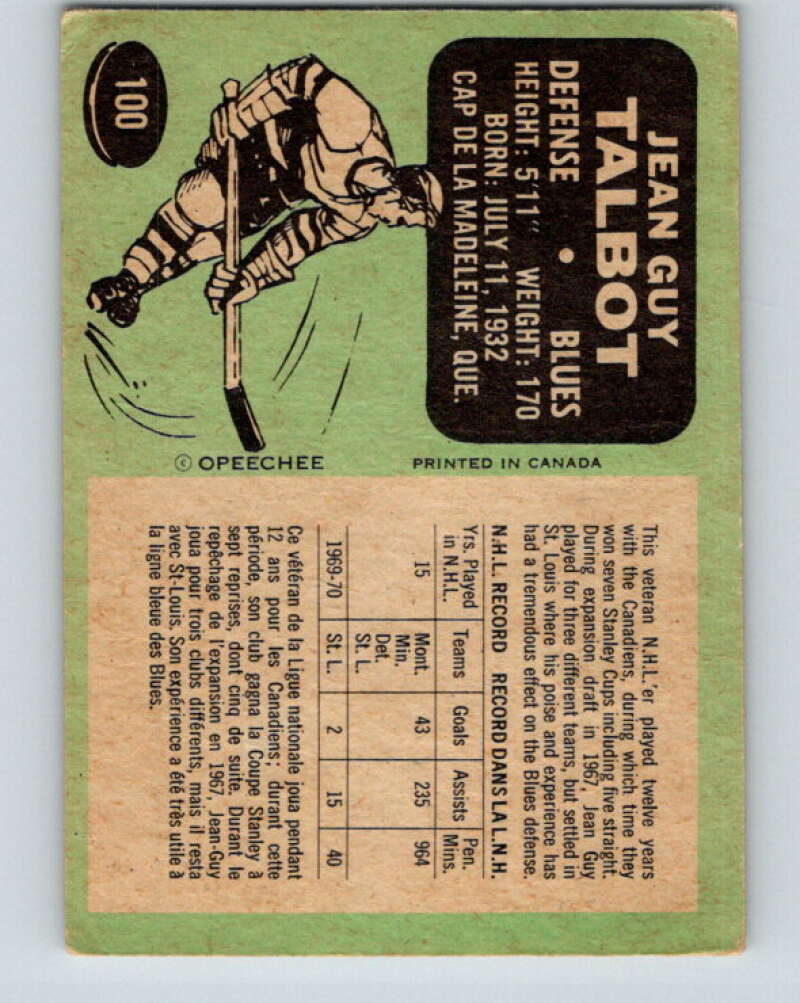 100
JEAN GUY
TALBOT
DEFENSE • BLUES
HEIGHT: 5'11" WEIGHT: 170
BORN: JULY 11, 1932
CAP DE LA MADELEINE, QUE.
© OPEECHEE
PRINTED IN CANADA
This veteran N.H.L.'er played twelve years
with the Canadiens, during which time they
won seven Stanley Cups including five straight.
During expansion draft in 1967, Jean Guy
played for three different teams, but settled in
St. Louis where his poise and experience has
had a tremendous effect on the Blues defense.
N.H.L. RECORD RECORD DANS LA L.N.H.
Yrs. Played in N.H.L. Teams Goals Assists Pen. Mins.
15 Mont. 43 235 964
Min.
Det.
St. L.
1969-70 St. L. 2 15 40
Ce vétéran de la Ligue nationale joua pendant
12 ans pour les Canadiens; durant cette
période, son club gagna la Coupe Stanley à
sept reprises, dont cinq de suite. Durant le
repêchage de l'expansion en 1967, Jean-Guy
joua pour trois clubs différents, mais il resta
avec St-Louis. Son expérience a été très utile à
la ligne bleue des Blues.